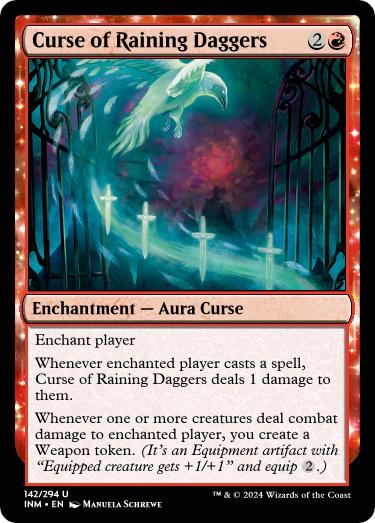 Curse of Raining Daggers 2
Enchantment — Aura Curse
Enchant player
Whenever enchanted player casts a spell,
Curse of Raining Daggers deals 1 damage to
them.
Whenever one or more creatures deal combat
damage to enchanted player, you create a
Weapon token. (It's an Equipment artifact with
“Equipped creature gets +1/+1” and equip 2.)
142/294 U
INM • EN Manuela Schrewe
™ & © 2024 Wizards of the Coast